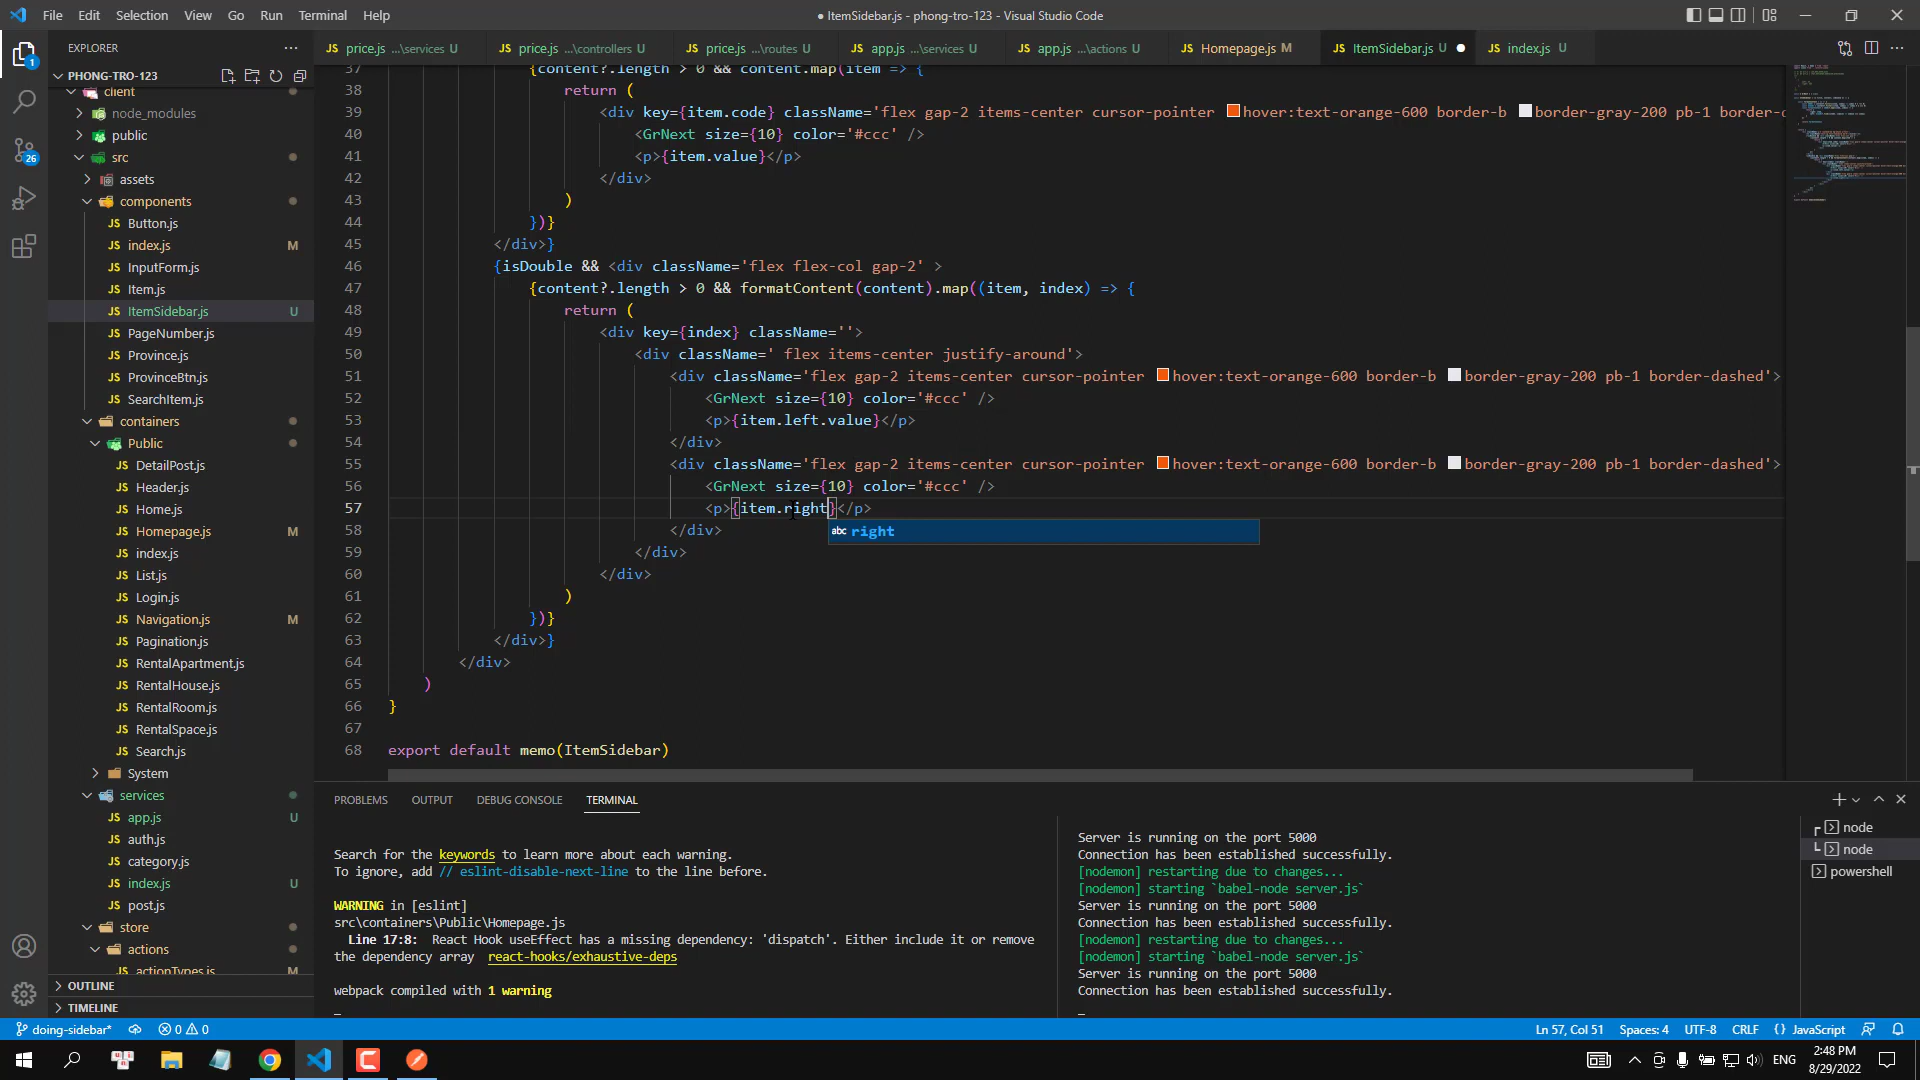 File Edit Selection View Go Run Terminal Help
● ItemSidebar.js - phong-tro-123 - Visual Studio Code
EXPLORER
price.js ...\services U
price.js ...\controllers U
price.js ...\routes U
app.js ...\services U
app.js ...\actions U
Homepage.js M
ItemSidebar.js U
index.js U
PHONG-TRO-123
client
node_modules
public
src
assets
components
Button.js
index.js M
InputForm.js
Item.js
ItemSidebar.js U
PageNumber.js
Province.js
ProvinceBtn.js
SearchItem.js
containers
Public
DetailPost.js
Header.js
Home.js
Homepage.js M
index.js
List.js
Login.js
Navigation.js M
Pagination.js
RentalApartment.js
RentalHouse.js
RentalRoom.js
RentalSpace.js
Search.js
System
services
app.js U
auth.js
category.js
index.js U
post.js
store
actions
actionTypes.js M
OUTLINE
TIMELINE
37 {content?.length > 0 && content.map(item => {
38 return (
39 <div key={item.code} className='flex gap-2 items-center cursor-pointer hover:text-orange-600 border-b border-gray-200 pb-1 border-d
40 <GrNext size={10} color='#ccc' />
41 <p>{item.value}</p>
42 </div>
43 )
44 })}
45 </div>}
46 {isDouble && <div className='flex flex-col gap-2' >
47 {content?.length > 0 && formatContent(content).map((item, index) => {
48 return (
49 <div key={index} className=''>
50 <div className=' flex items-center justify-around'>
51 <div className='flex gap-2 items-center cursor-pointer hover:text-orange-600 border-b border-gray-200 pb-1 border-dashed'>
52 <GrNext size={10} color='#ccc' />
53 <p>{item.left.value}</p>
54 </div>
55 <div className='flex gap-2 items-center cursor-pointer hover:text-orange-600 border-b border-gray-200 pb-1 border-dashed'>
56 <GrNext size={10} color='#ccc' />
57 <p>{item.right}</p>
abc right
58 </div>
59 </div>
60 </div>
61 )
62 })}
63 </div>}
64 </div>
65 )
66 }
67
68 export default memo(ItemSidebar)
PROBLEMS OUTPUT DEBUG CONSOLE TERMINAL
Search for the keywords to learn more about each warning.
To ignore, add // eslint-disable-next-line to the line before.
WARNING in [eslint]
src\containers\Public\Homepage.js
Line 17:8: React Hook useEffect has a missing dependency: 'dispatch'. Either include it or remove
the dependency array react-hooks/exhaustive-deps
webpack compiled with 1 warning
Server is running on the port 5000
Connection has been established successfully.
[nodemon] restarting due to changes...
[nodemon] starting `babel-node server.js`
Server is running on the port 5000
Connection has been established successfully.
[nodemon] restarting due to changes...
[nodemon] starting `babel-node server.js`
Server is running on the port 5000
Connection has been established successfully.
node
node
powershell
1
26
doing-sidebar* 0 0
Ln 57, Col 51 Spaces: 4 UTF-8 CRLF {} JavaScript
ENG
2:48 PM
8/29/2022